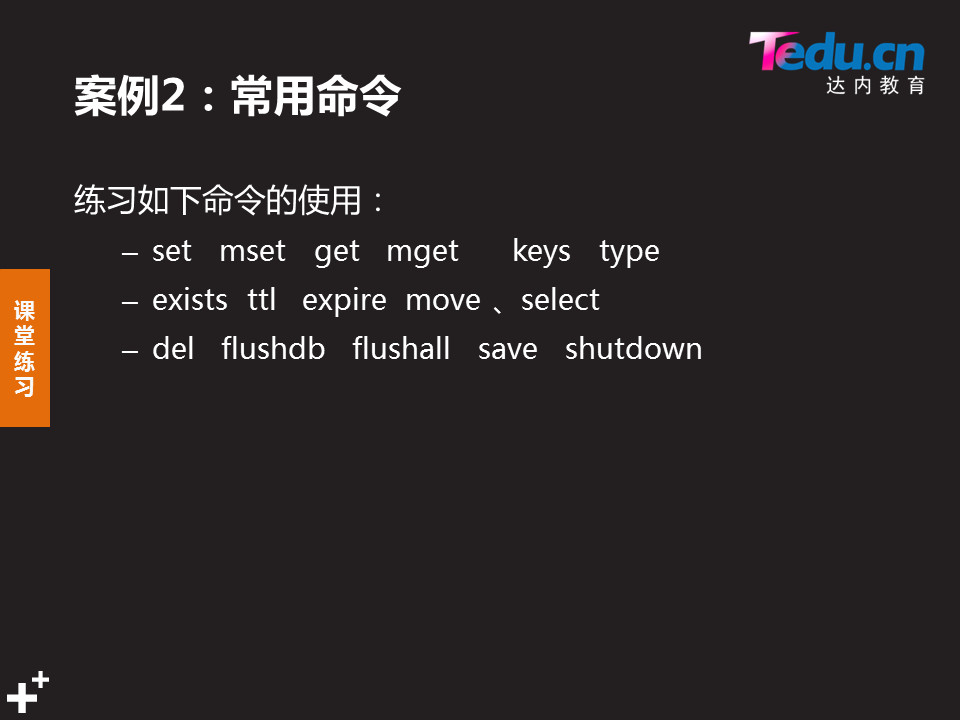 Tedu.cn
达内教育
案例2：常用命令
练习如下命令的使用：
– set mset get mget keys type
– exists ttl expire move 、select
– del flushdb flushall save shutdown
课
堂
练
习